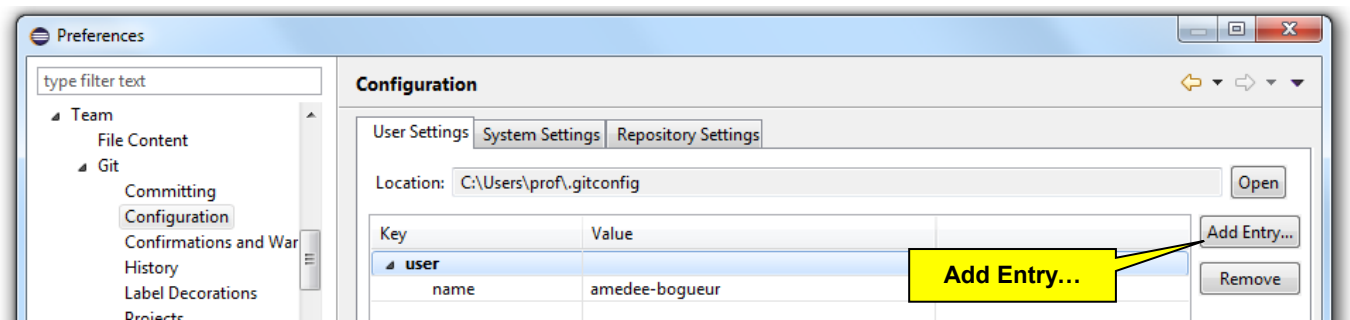 Preferences
type filter text
Team
File Content
Git
Committing
Configuration
Confirmations and War
History
Label Decorations
Projects
Configuration
User Settings System Settings Repository Settings
Location: C:\Users\prof\.gitconfig Open
Key Value Add Entry...
user
name amedee-bogueur Remove
Add Entry…